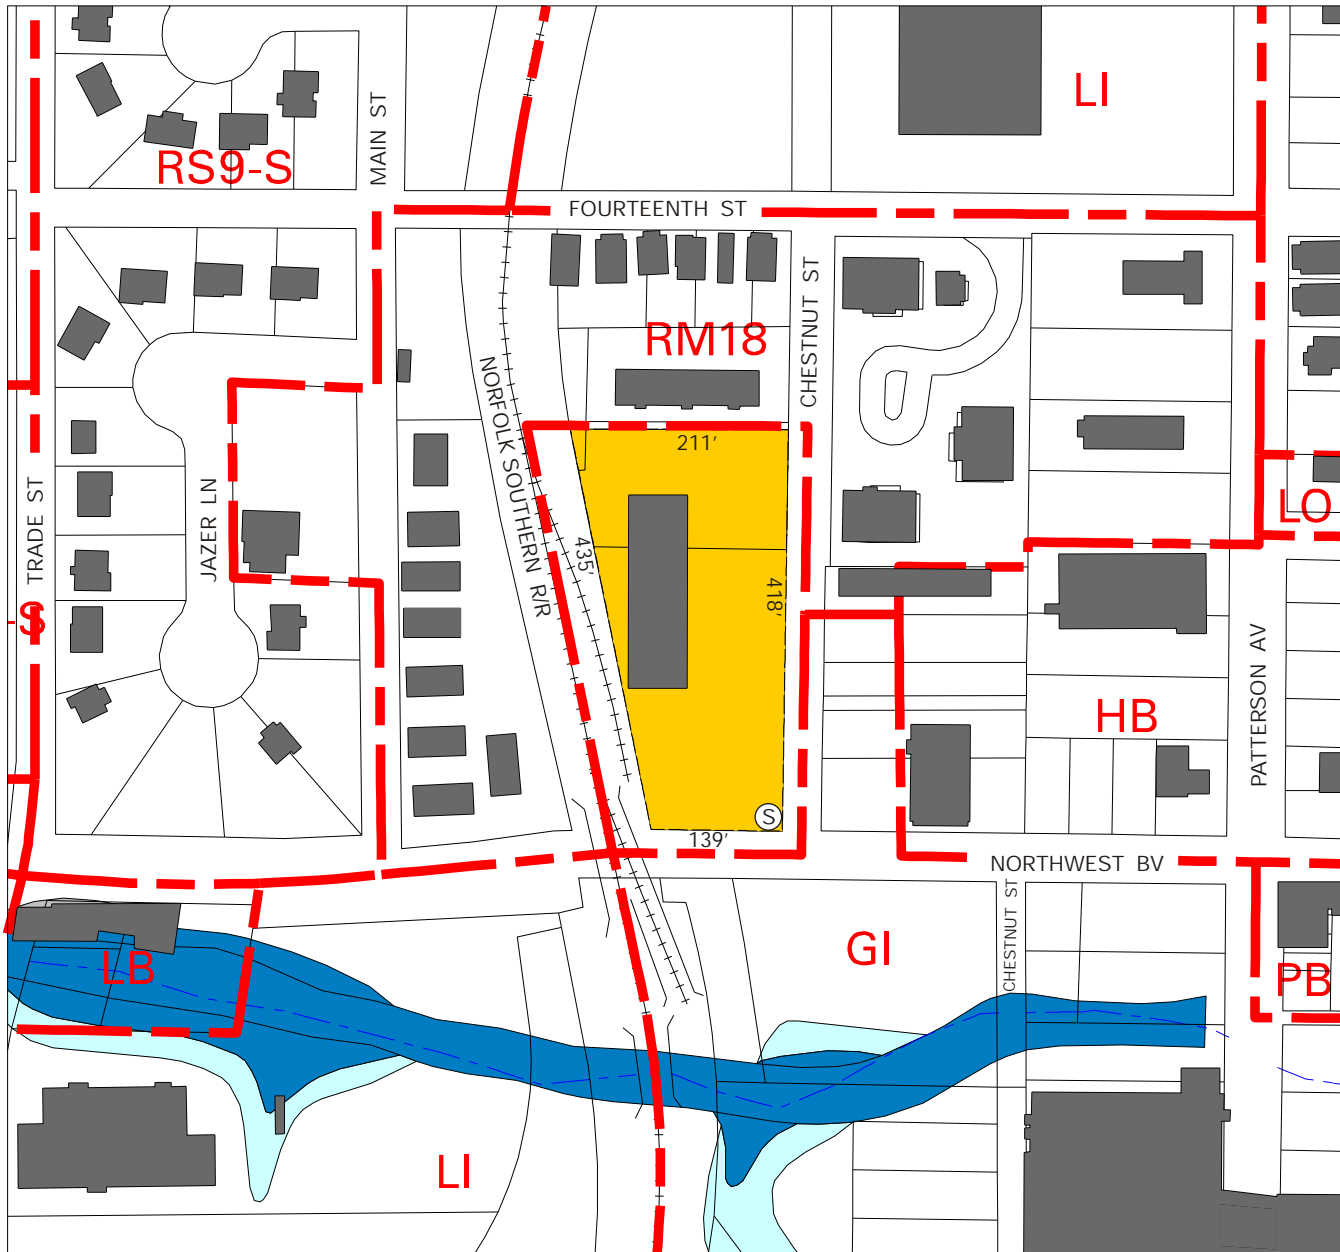 LI
MAIN ST
RS9-S
FOURTEENTH ST
CHESTNUT ST
RM18
NORFOLK SOUTHERN R/R
211'
TRADE ST
JAZER LN
LO
435'
418'
-S
PATTERSON AV
HB
S
139'
NORTHWEST BV
CHESTNUT ST
GI
LB
PB
LI